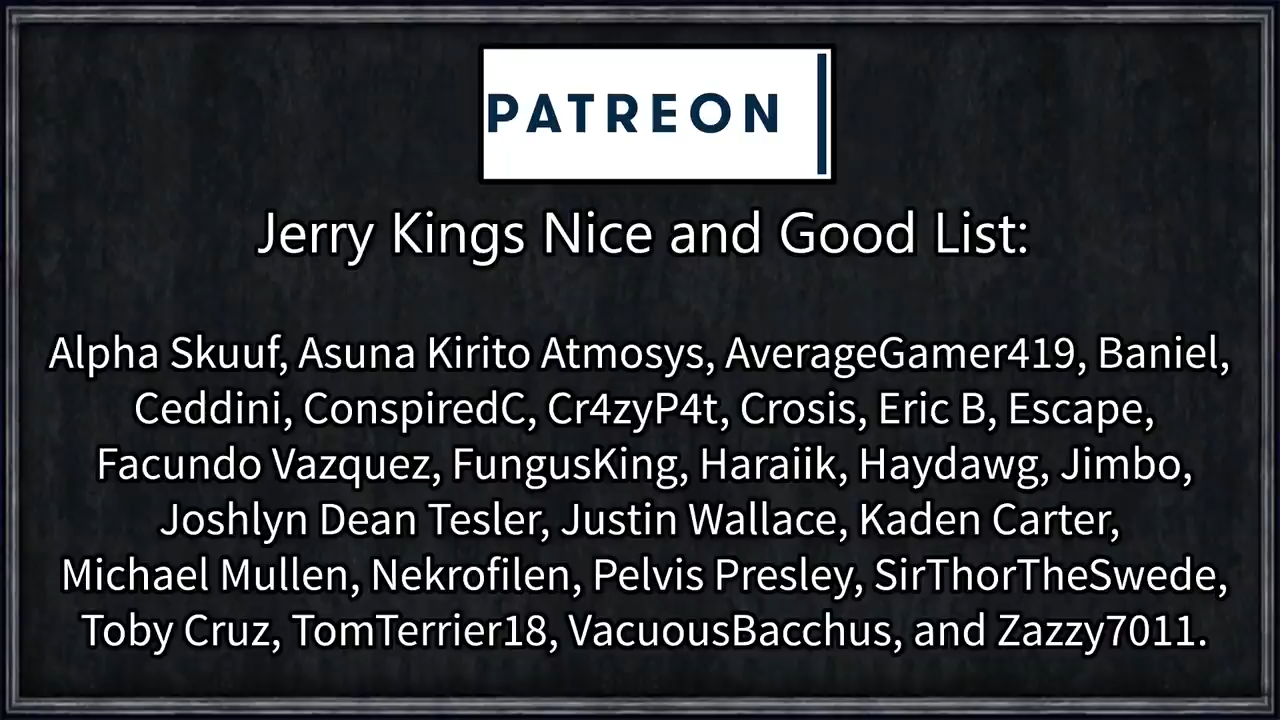 PATREON
Jerry Kings Nice and Good List:
Alpha Skuuf, Asuna Kirito Atmosys, AverageGamer419, Baniel,
Ceddini, ConspiredC, Cr4zyP4t, Crosis, Eric B, Escape,
Facundo Vazquez, FungusKing, Haraiik, Haydawg, Jimbo,
Joshlyn Dean Tesler, Justin Wallace, Kaden Carter,
Michael Mullen, Nekrofilen, Pelvis Presley, SirThorTheSwede,
Toby Cruz, TomTerrier18, VacuousBacchus, and Zazzy7011.